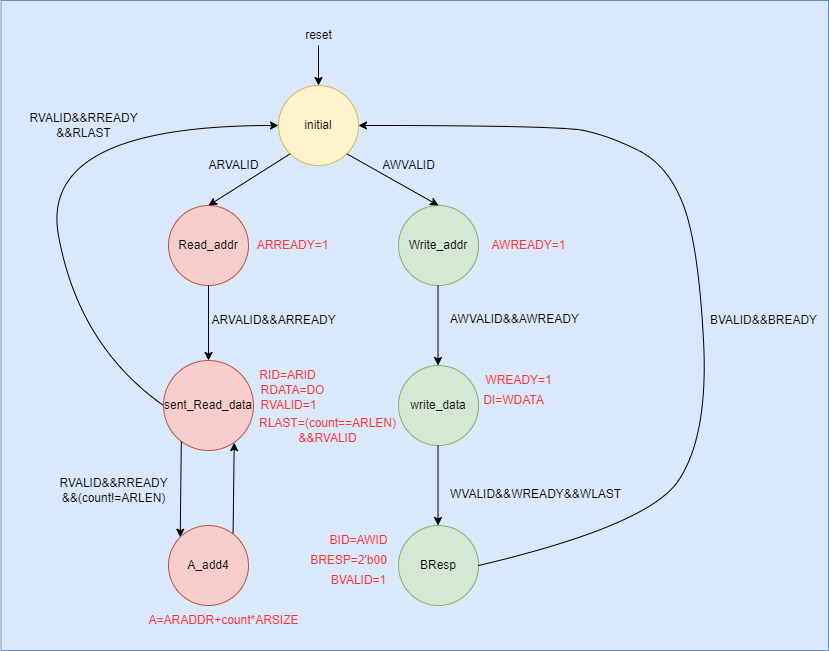 reset
initial
RVALID&&RREADY
&&RLAST
ARVALID
AWVALID
Read_addr
ARREADY=1
Write_addr
AWREADY=1
ARVALID&&ARREADY
AWVALID&&AWREADY
BVALID&&BREADY
sent_Read_data
RID=ARID
RDATA=DO
RVALID=1
RLAST=(count==ARLEN)
&&RVALID
write_data
WREADY=1
DI=WDATA
RVALID&&RREADY
&&(count!=ARLEN)
WVALID&&WREADY&&WLAST
A_add4
A=ARADDR+count*ARSIZE
BID=AWID
BRESP=2'b00
BVALID=1
BResp